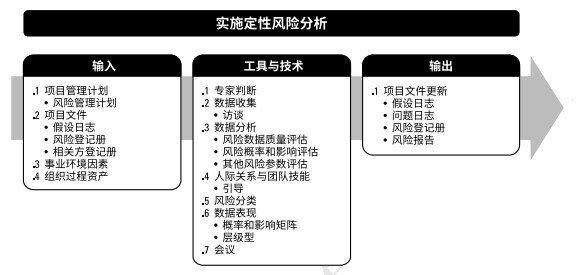 实施定性风险分析
输入
.1 项目管理计划
• 风险管理计划
.2 项目文件
• 假设日志
• 风险登记册
• 相关方登记册
.3 事业环境因素
.4 组织过程资产
工具与技术
.1 专家判断
.2 数据收集
• 访谈
.3 数据分析
• 风险数据质量评估
• 风险概率和影响评估
• 其他风险参数评估
.4 人际关系与团队技能
• 引导
.5 风险分类
.6 数据表现
• 概率和影响矩阵
• 层级型
.7 会议
输出
.1 项目文件更新
• 假设日志
• 问题日志
• 风险登记册
• 风险报告